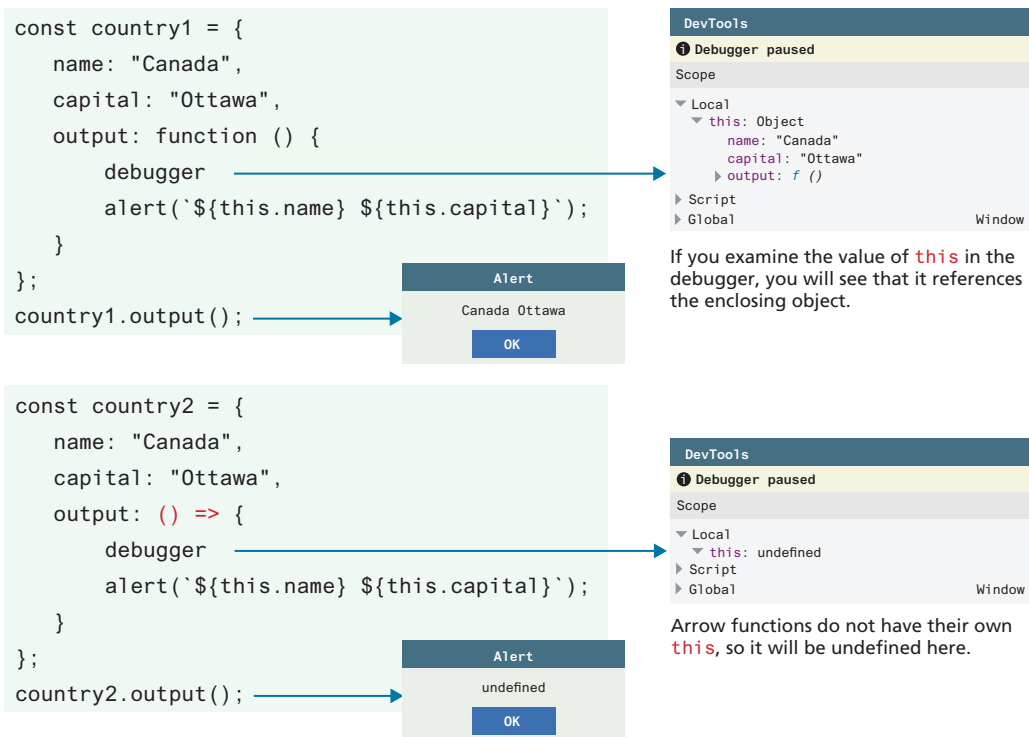 const country1 = {
name: "Canada",
capital: "Ottawa",
output: function () {
debugger
alert(`${this.name} ${this.capital}`);
}
};
country1.output();
Alert
Canada Ottawa
OK
DevTools
Debugger paused
Scope
Local
this: Object
name: "Canada"
capital: "Ottawa"
output: f ()
Script
Global Window
If you examine the value of this in the
debugger, you will see that it references
the enclosing object.
const country2 = {
name: "Canada",
capital: "Ottawa",
output: () => {
debugger
alert(`${this.name} ${this.capital}`);
}
};
country2.output();
Alert
undefined
OK
DevTools
Debugger paused
Scope
Local
this: undefined
Script
Global Window
Arrow functions do not have their own
this, so it will be undefined here.